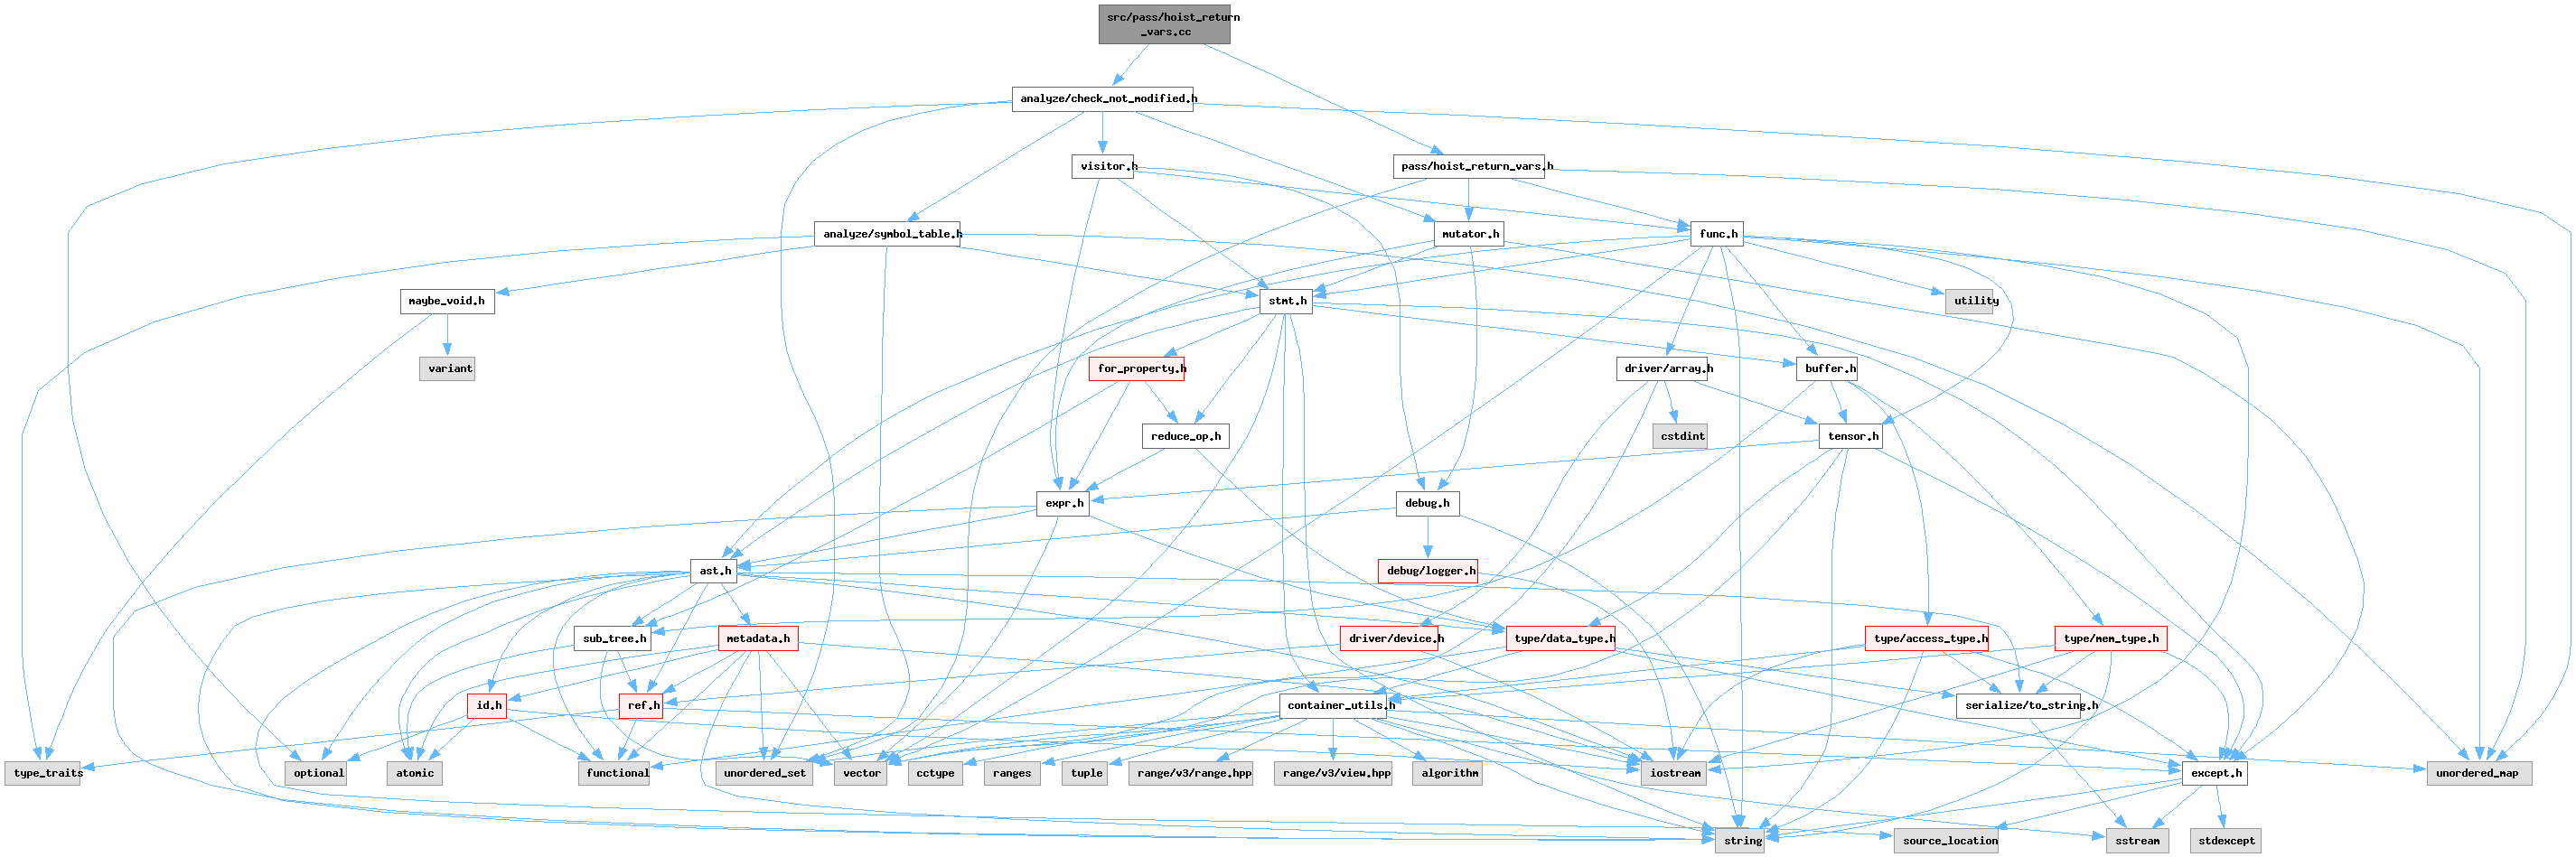 src/pass/hoist_return
_vars.cc
analyze/check_not_modified.h
visitor.h
pass/hoist_return_vars.h
analyze/symbol_table.h
mutator.h
func.h
maybe_void.h
stmt.h
utility
variant
for_property.h
driver/array.h
buffer.h
reduce_op.h
cstdint
tensor.h
expr.h
debug.h
ast.h
debug/logger.h
sub_tree.h
metadata.h
driver/device.h
type/data_type.h
type/access_type.h
type/mem_type.h
id.h
ref.h
container_utils.h
serialize/to_string.h
type_traits
optional
atomic
functional
unordered_set
vector
cctype
ranges
tuple
range/v3/range.hpp
range/v3/view.hpp
algorithm
iostream
except.h
unordered_map
string
source_location
sstream
stdexcept